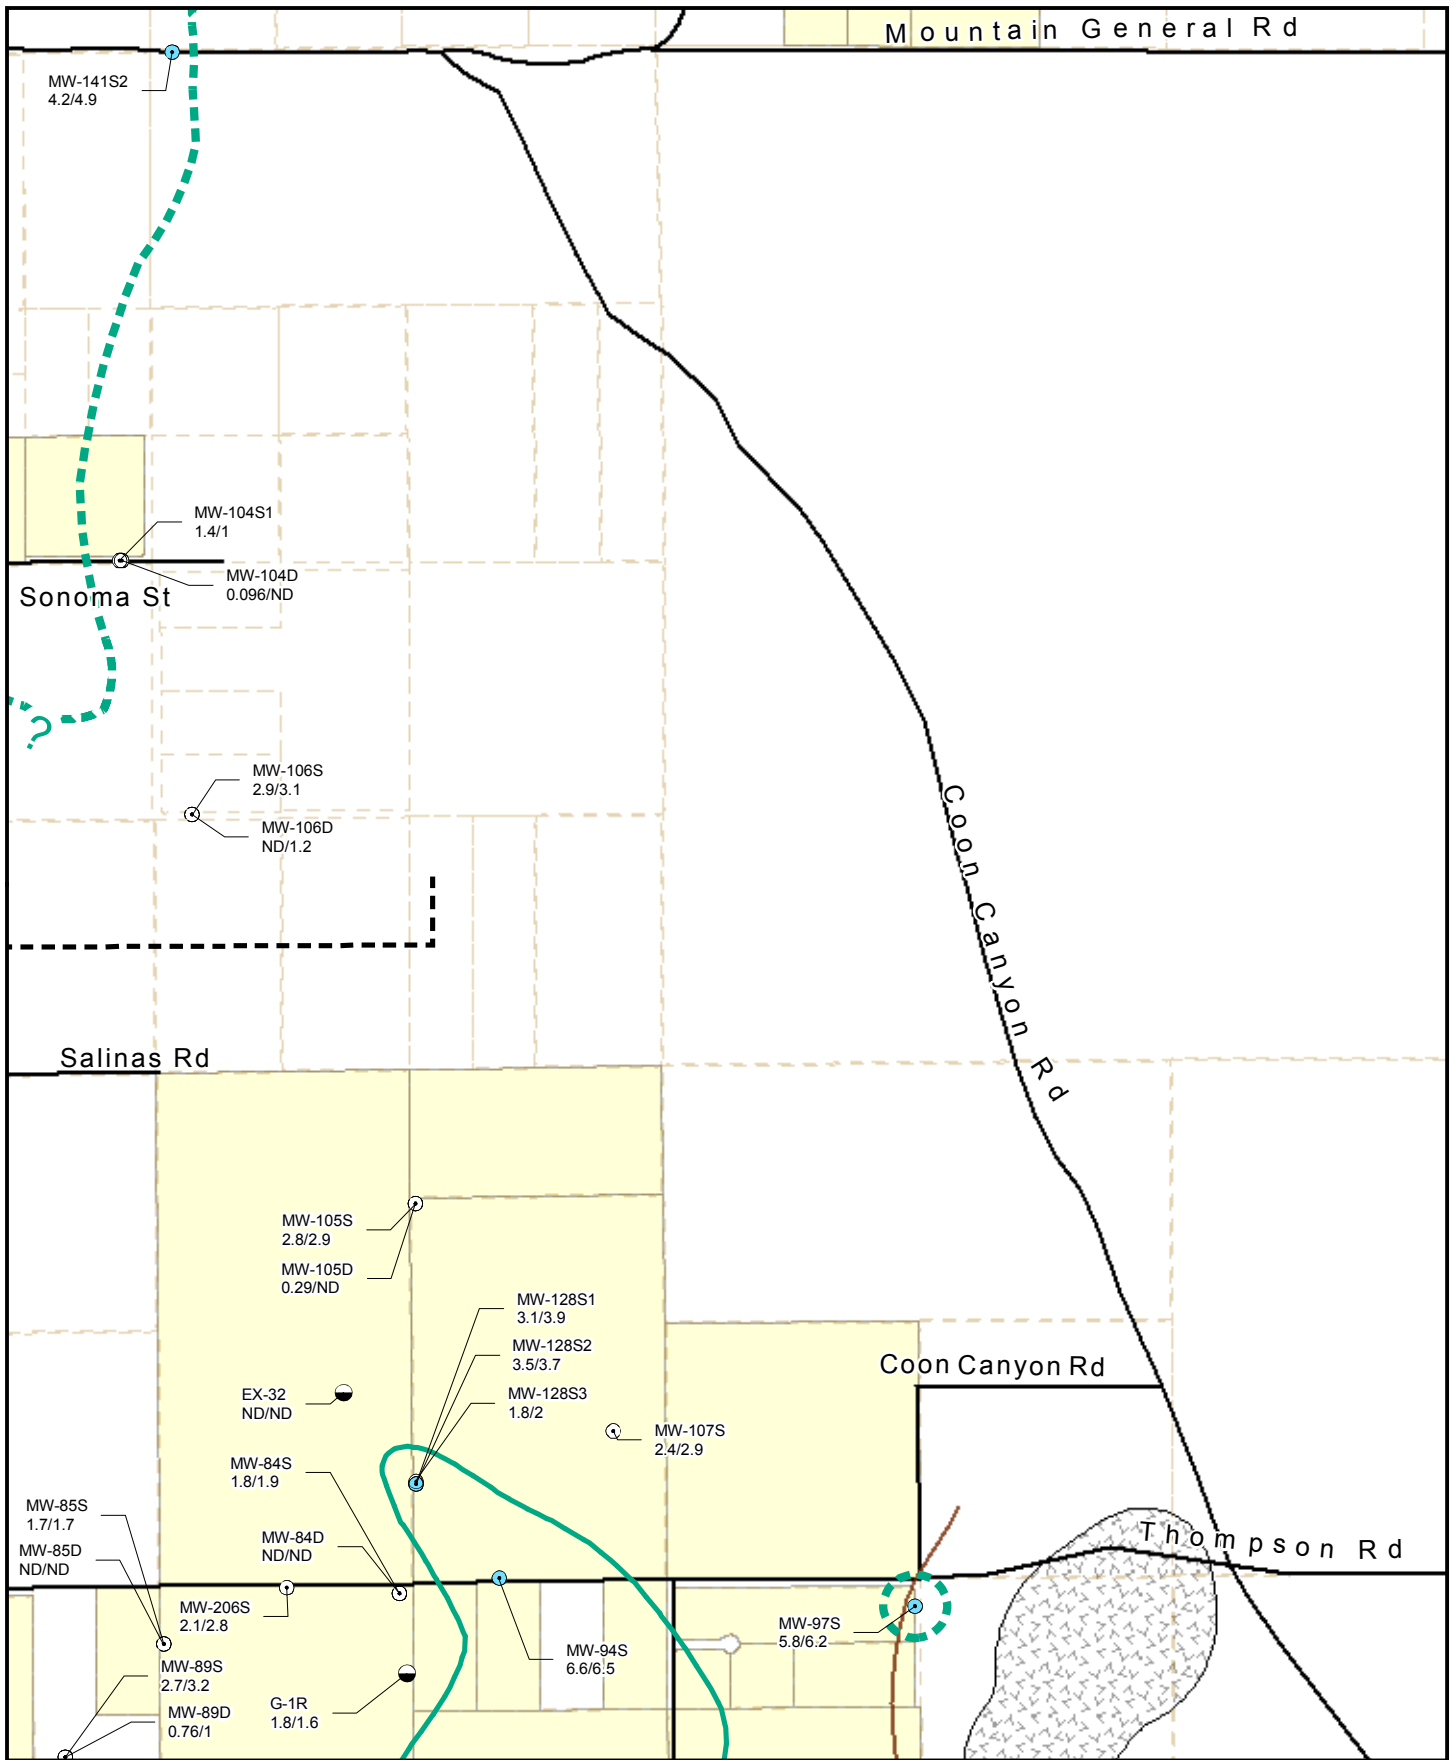 Mountain General Rd
MW-141S2
4.2/4.9
MW-104S1
1.4/1
MW-104D
0.096/ND
Sonoma St
?
MW-106S
2.9/3.1
MW-106D
ND/1.2
Coon Canyon Rd
Salinas Rd
MW-105S
2.8/2.9
MW-105D
0.29/ND
MW-128S1
3.1/3.9
MW-128S2
3.5/3.7
MW-128S3
1.8/2
Coon Canyon Rd
EX-32
ND/ND
MW-107S
2.4/2.9
MW-84S
1.8/1.9
MW-85S
1.7/1.7
MW-84D
ND/ND
MW-85D
ND/ND
Thompson Rd
MW-206S
2.1/2.8
MW-97S
5.8/6.2
MW-94S
6.6/6.5
MW-89S
2.7/3.2
G-1R
1.8/1.6
MW-89D
0.76/1